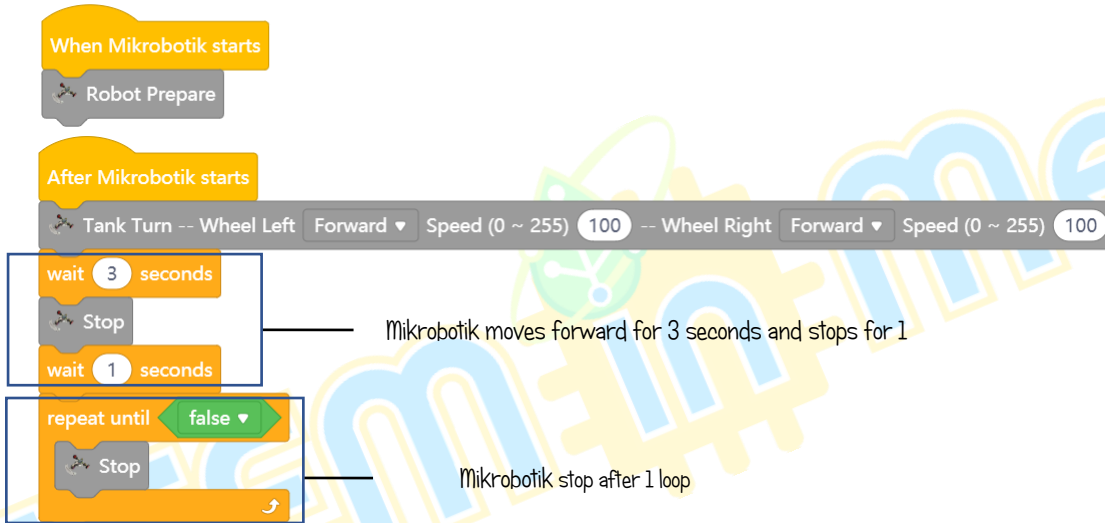 When Mikrobotik starts
Robot Prepare
After Mikrobotik starts
Tank Turn -- Wheel Left Forward ▼ Speed (0 ~ 255) 100 -- Wheel Right Forward ▼ Speed (0 ~ 255) 100
wait 3 seconds
Stop
Mikrobotik moves forward for 3 seconds and stops for 1
wait 1 seconds
repeat until false ▼
Stop
Mikrobotik stop after 1 loop